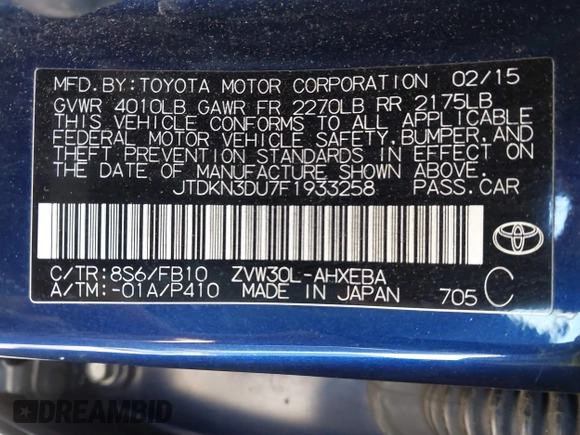 MFD.BY:TOYOTA MOTOR CORPORATION 02/15
GVWR 4010LB GAWR FR 2270LB RR 2175LB
THIS VEHICLE CONFORMS TO ALL APPLICABLE
FEDERAL MOTOR VEHICLE SAFETY,BUMPER,AND
THEFT PREVENTION STANDARDS IN EFFECT ON
THE DATE OF MANUFACTURE SHOWN ABOVE.
JTDKN3DU7F1933258 PASS.CAR
C/TR:8S6/FB10 ZVW30L-AHXEBA
A/TM:-01A/P410 MADE IN JAPAN 705 C
DREAMBID